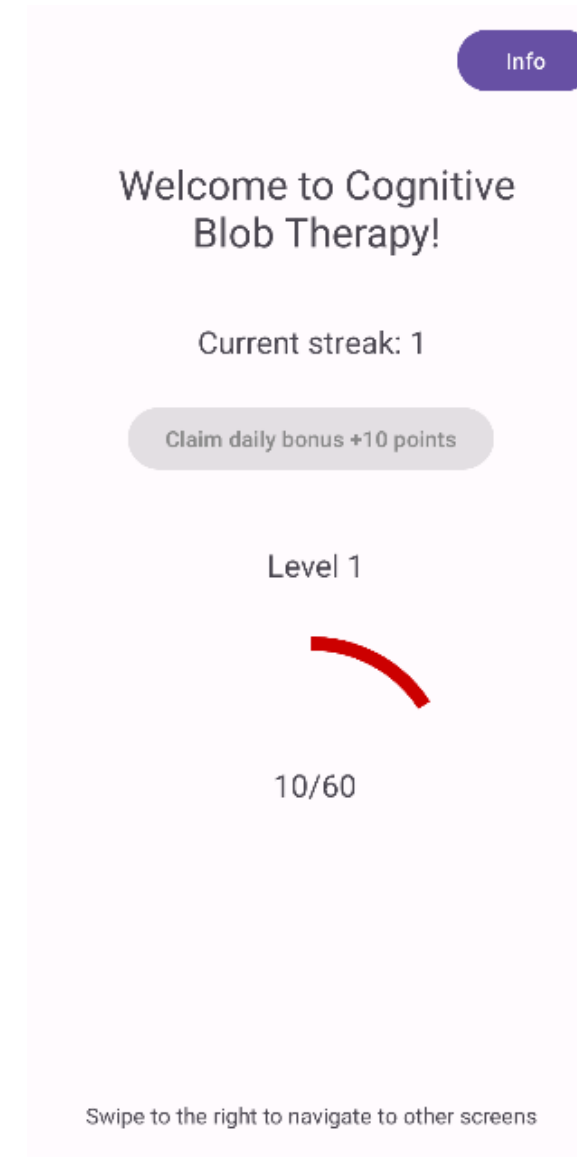 Info
Welcome to Cognitive
Blob Therapy!
Current streak: 1
Claim daily bonus +10 points
Level 1
10/60
Swipe to the right to navigate to other screens